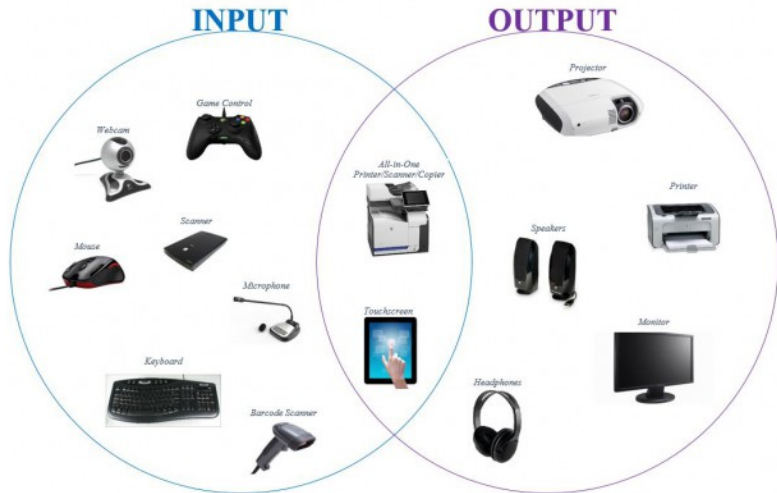 INPUT
OUTPUT
Projector
Game Control
Webcam
All-in-One
Printer/Scanner/Copier
Printer
Scanner
Speakers
Mouse
Microphone
Touchscreen
Monitor
Keyboard
Headphones
Barcode Scanner